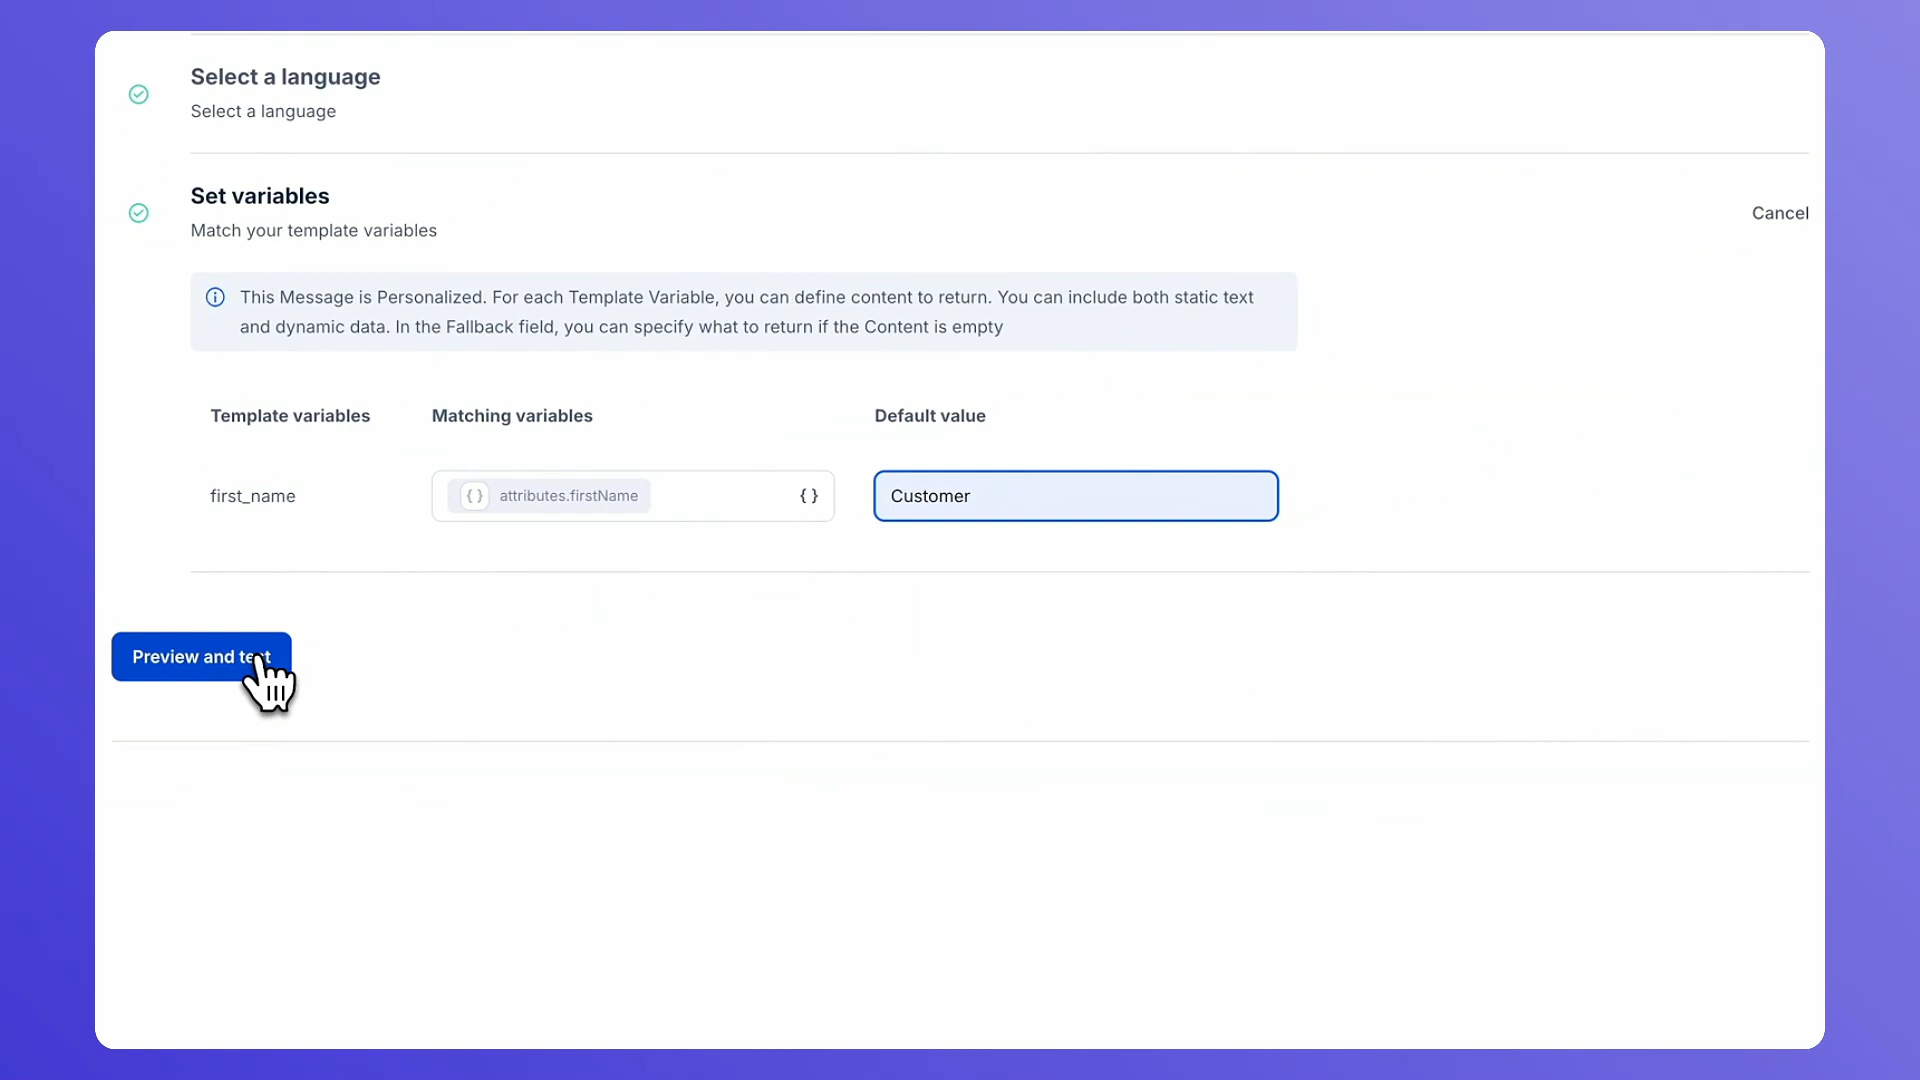 Select a language
Select a language
Set variables
Match your template variables
Cancel
This Message is Personalized. For each Template Variable, you can define content to return. You can include both static text
and dynamic data. In the Fallback field, you can specify what to return if the Content is empty
Template variables
Matching variables
Default value
first_name
{ } attributes.firstName
{ }
Customer
Preview and test